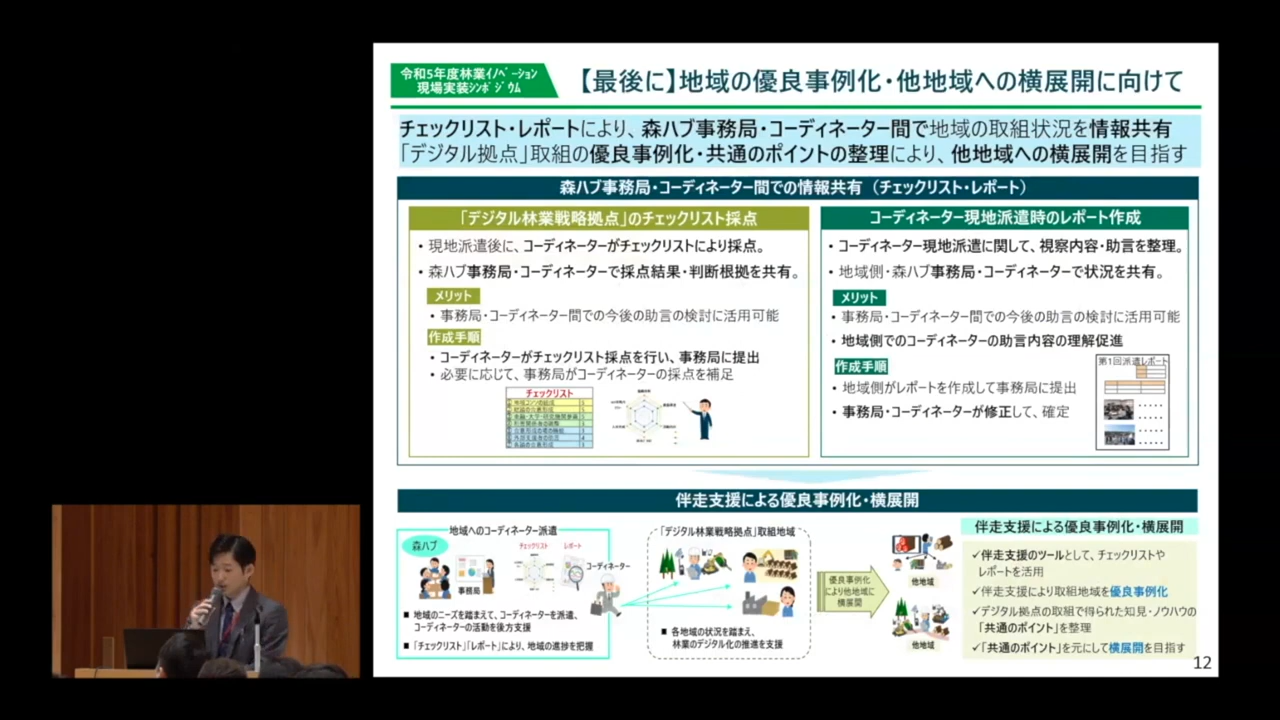 令和5年度林業ｲﾉﾍﾞｰｼｮﾝ
現場実装ｼﾝﾎﾟｼﾞｳﾑ
【最後に】地域の優良事例化・他地域への横展開に向けて
チェックリスト・レポートにより、森ハブ事務局・コーディネーター間で地域の取組状況を情報共有
「デジタル拠点」取組の優良事例化・共通のポイントの整理により、他地域への横展開を目指す
森ハブ事務局・コーディネーター間での情報共有（チェックリスト・レポート）
「デジタル林業戦略拠点」のチェックリスト採点
・現地派遣後に、コーディネーターがチェックリストにより採点。
・森ハブ事務局・コーディネーターで採点結果・判断根拠を共有。
メリット
・事務局・コーディネーター間での今後の助言の検討に活用可能
作成手順
・コーディネーターがチェックリスト採点を行い、事務局に提出
・必要に応じて、事務局がコーディネーターの採点を補足
チェックリスト
コーディネーター現地派遣時のレポート作成
・コーディネーター現地派遣に関して、視察内容・助言を整理。
・地域側・森ハブ事務局・コーディネーターで状況を共有。
メリット
・事務局・コーディネーター間での今後の助言の検討に活用可能
・地域側でのコーディネーターの助言内容の理解促進
作成手順
・地域側がレポートを作成して事務局に提出
・事務局・コーディネーターが修正して、確定
第1回派遣レポート
伴走支援による優良事例化・横展開
地域へのコーディネーター派遣
森ハブ
事務局
チェックリスト
レポート
コーディネーター
■ 地域のニーズを踏まえて、コーディネーターを派遣、
コーディネーターの活動を後方支援
■ 「チェックリスト」「レポート」により、地域の進捗を把握
「デジタル林業戦略拠点」取組地域
■ 各地域の状況を踏まえ、
林業のデジタル化の推進を支援
優良事例化
により他地域に
横展開
他地域
他地域
伴走支援による優良事例化・横展開
✓伴走支援のツールとして、チェックリストや
レポートを活用
✓伴走支援により取組地域を優良事例化
✓デジタル拠点の取組で得られた知見・ノウハウの
「共通のポイント」を整理
✓「共通のポイント」を元にして横展開を目指す
12